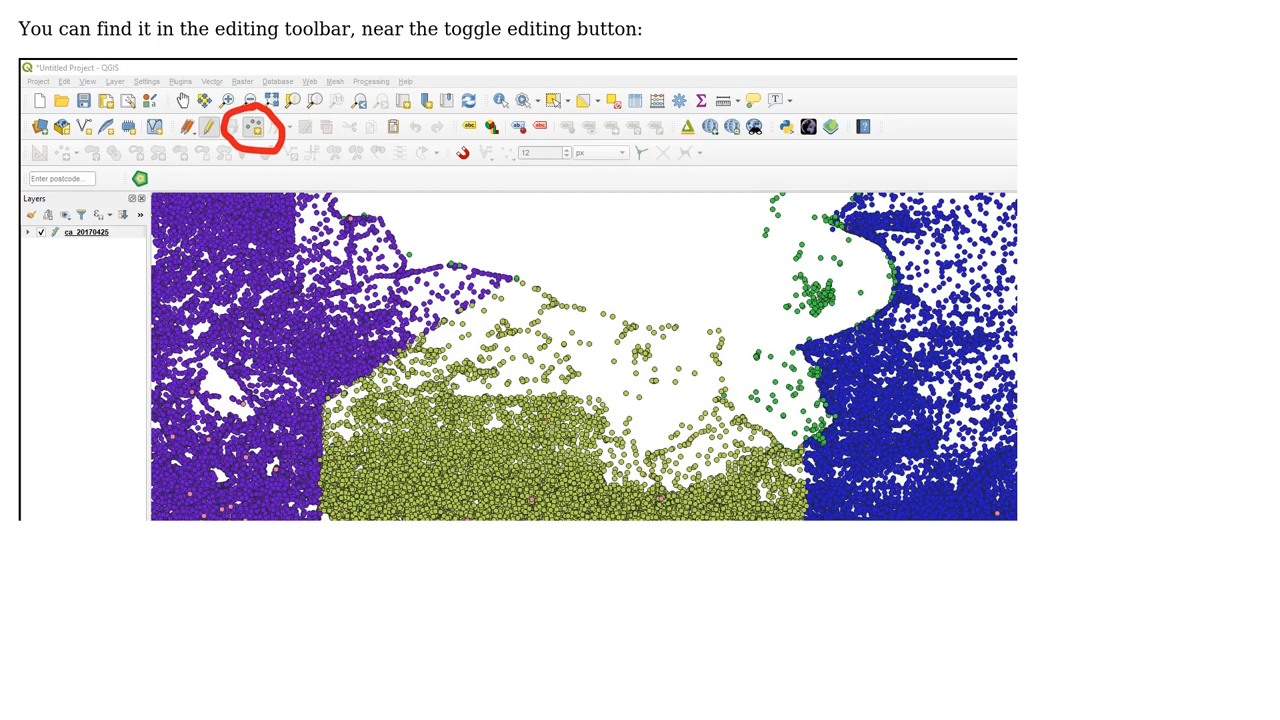 You can find it in the editing toolbar, near the toggle editing button:
*Untitled Project - QGIS
Project Edit View Layer Settings Plugins Vector Raster Database Web Mesh Processing Help
12 px
Enter postcode...
Layers
ca_20170425